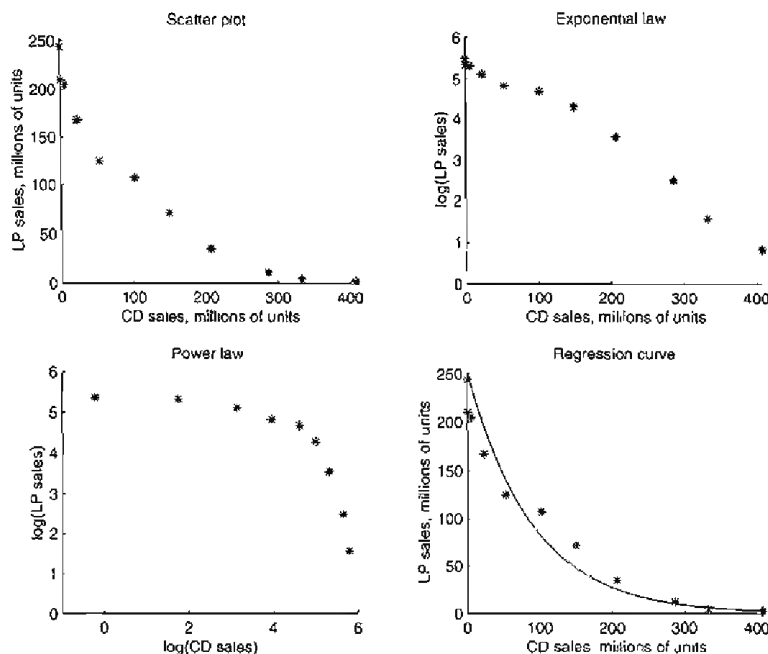 Scatter plot
LP sales, millions of units
250
200
150
100
50
0
0 100 200 300 400
CD sales, millions of units
Exponential law
log(LP sales)
6
5
4
3
2
1
0
0 100 200 300 400
CD sales, millions of units
Power law
log(LP sales)
6
5
4
3
2
1
0
0 2 4 6
log(CD sales)
Regression curve
LP sales, millions of units
250
200
150
100
50
0
0 100 200 300 400
CD sales, millions of units